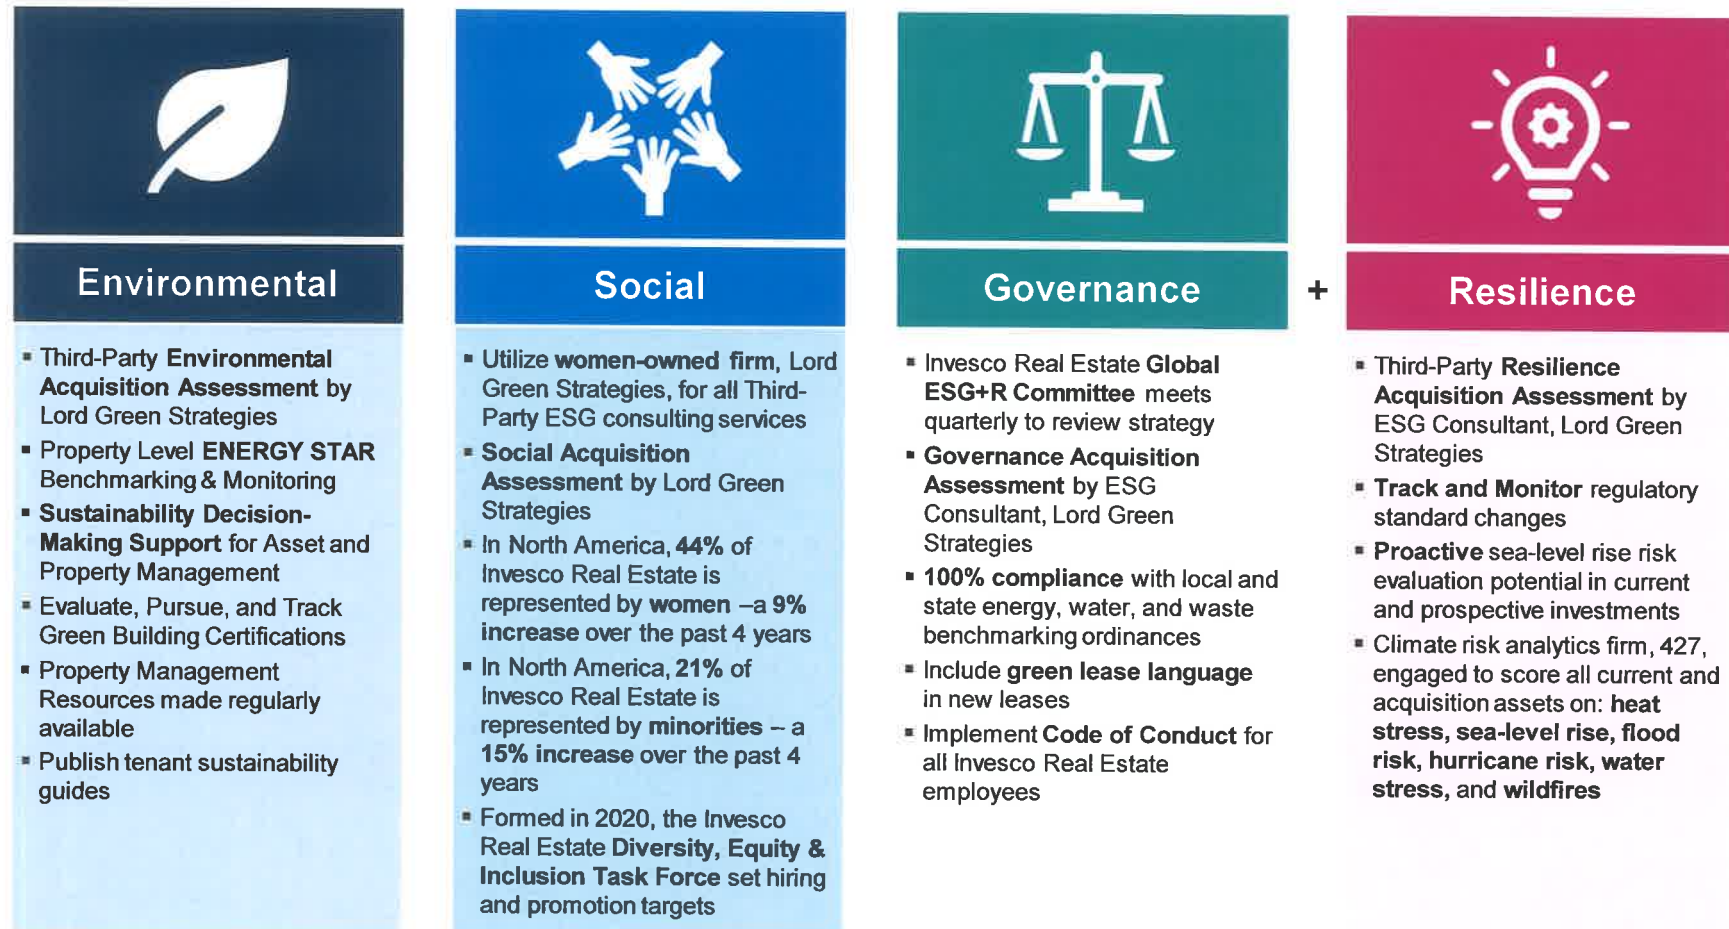 Environmental
▪ Third-Party Environmental
Acquisition Assessment by
Lord Green Strategies
▪ Property Level ENERGY STAR
Benchmarking & Monitoring
▪ Sustainability Decision-
Making Support for Asset and
Property Management
▪ Evaluate, Pursue, and Track
Green Building Certifications
▪ Property Management
Resources made regularly
available
▪ Publish tenant sustainability
guides
Social
▪ Utilize women-owned firm, Lord
Green Strategies, for all Third-
Party ESG consulting services
▪ Social Acquisition
Assessment by Lord Green
Strategies
▪ In North America, 44% of
Invesco Real Estate is
represented by women –a 9%
increase over the past 4 years
▪ In North America, 21% of
Invesco Real Estate is
represented by minorities – a
15% increase over the past 4
years
▪ Formed in 2020, the Invesco
Real Estate Diversity, Equity &
Inclusion Task Force set hiring
and promotion targets
Governance
▪ Invesco Real Estate Global
ESG+R Committee meets
quarterly to review strategy
▪ Governance Acquisition
Assessment by ESG
Consultant, Lord Green
Strategies
▪ 100% compliance with local and
state energy, water, and waste
benchmarking ordinances
▪ Include green lease language
in new leases
▪ Implement Code of Conduct for
all Invesco Real Estate
employees
+
Resilience
▪ Third-Party Resilience
Acquisition Assessment by
ESG Consultant, Lord Green
Strategies
▪ Track and Monitor regulatory
standard changes
▪ Proactive sea-level rise risk
evaluation potential in current
and prospective investments
▪ Climate risk analytics firm, 427,
engaged to score all current and
acquisition assets on: heat
stress, sea-level rise, flood
risk, hurricane risk, water
stress, and wildfires